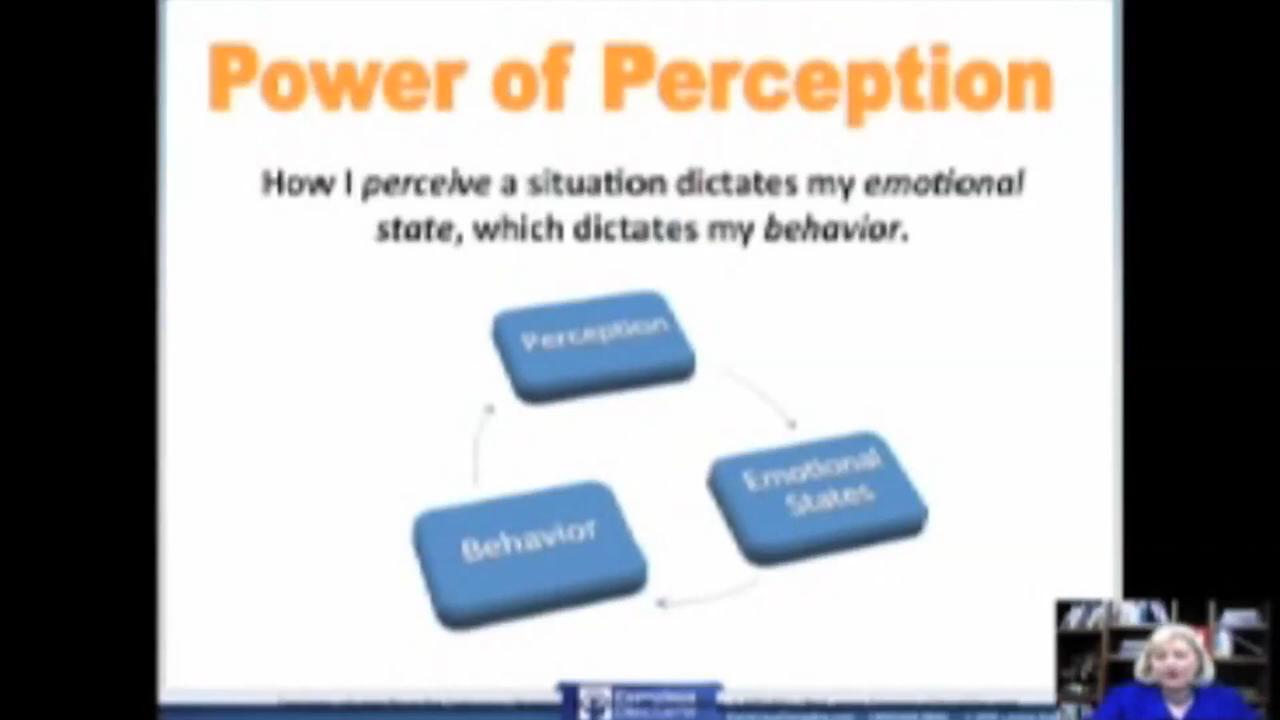 Power of Perception
How I perceive a situation dictates my emotional
state, which dictates my behavior.
Perception
Emotional
States
Behavior